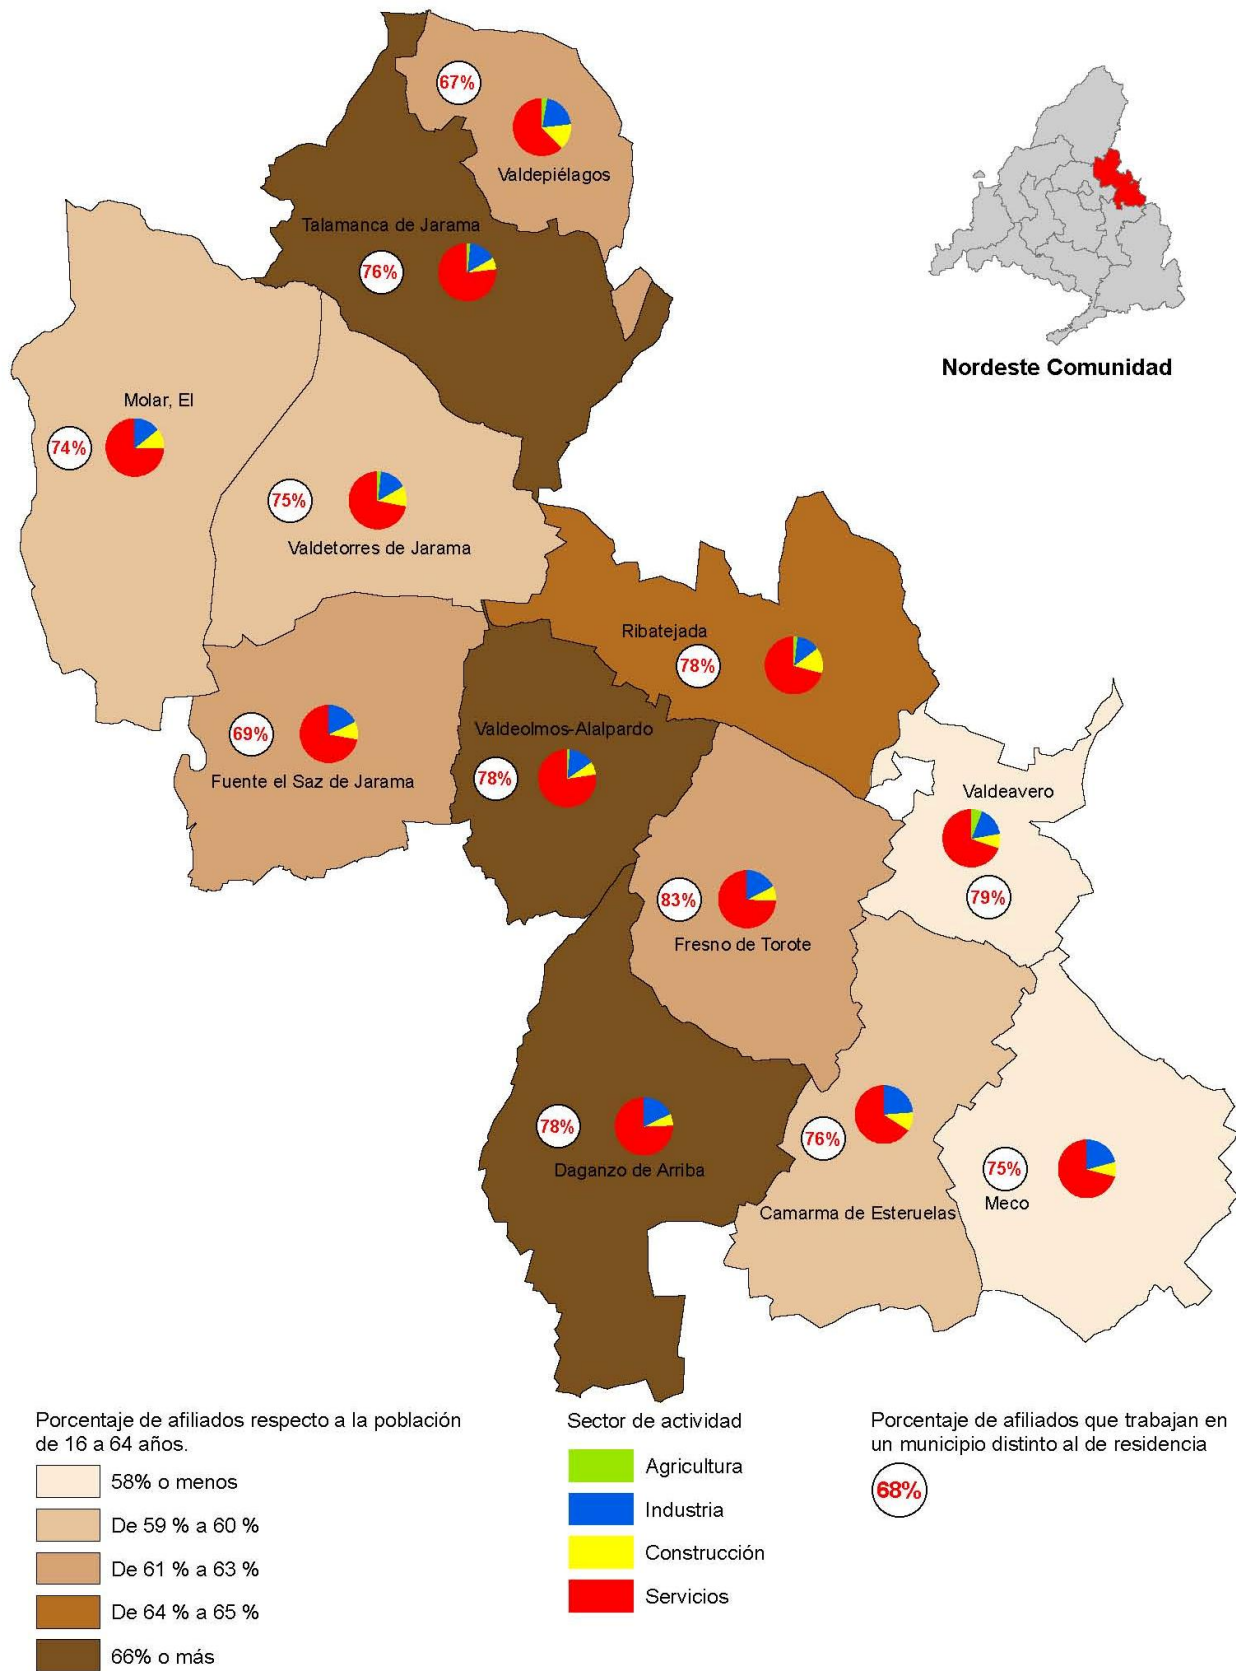 67%
Valdepiélagos
Talamanca de Jarama
76%
Nordeste Comunidad
Molar, El
74%
75%
Valdetorres de Jarama
Ribatejada
78%
69%
Fuente el Saz de Jarama
Valdeolmos-Alalpardo
78%
Valdeavero
79%
83%
Fresno de Torote
78%
Daganzo de Arriba
76%
Camarma de Esteruelas
75%
Meco
Porcentaje de afiliados respecto a la población
de 16 a 64 años.
58% o menos
De 59 % a 60 %
De 61 % a 63 %
De 64 % a 65 %
66% o más
Sector de actividad
Agricultura
Industria
Construcción
Servicios
Porcentaje de afiliados que trabajan en
un municipio distinto al de residencia
68%